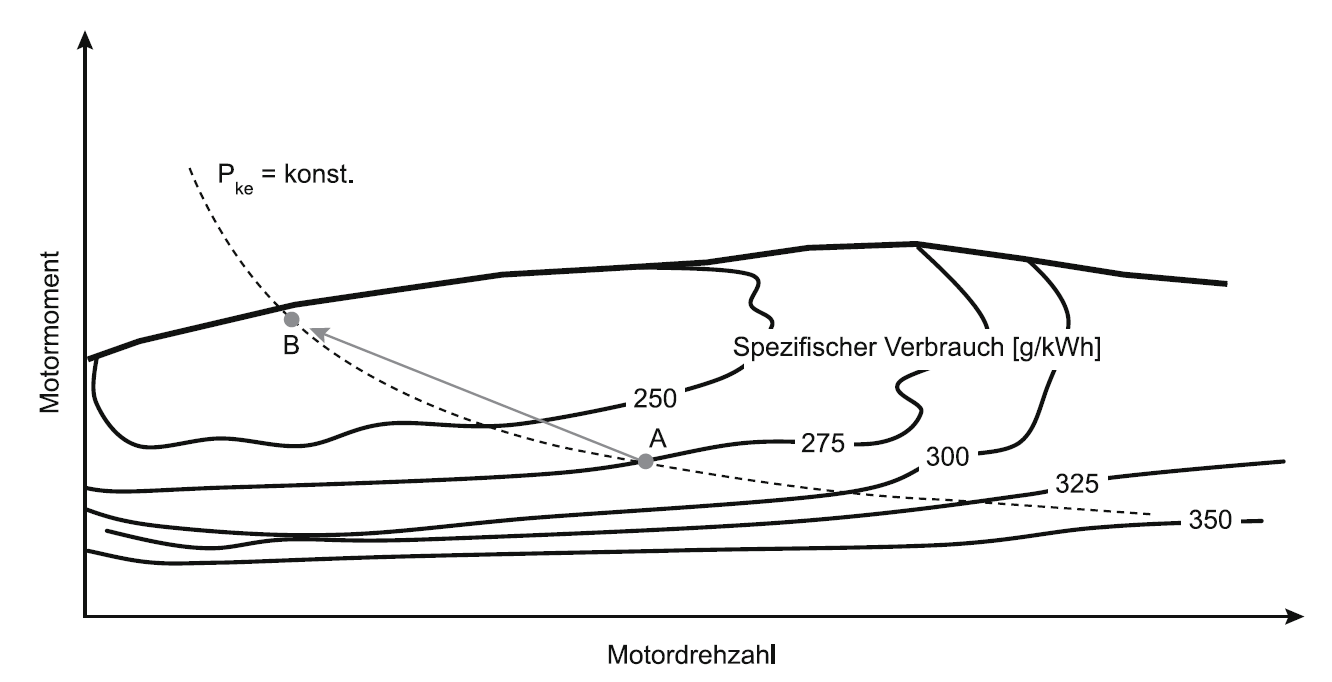 P_ke = konst.
Motormoment
B
Spezifischer Verbrauch [g/kWh]
250
A
275
300
325
350
Motordrehzahl